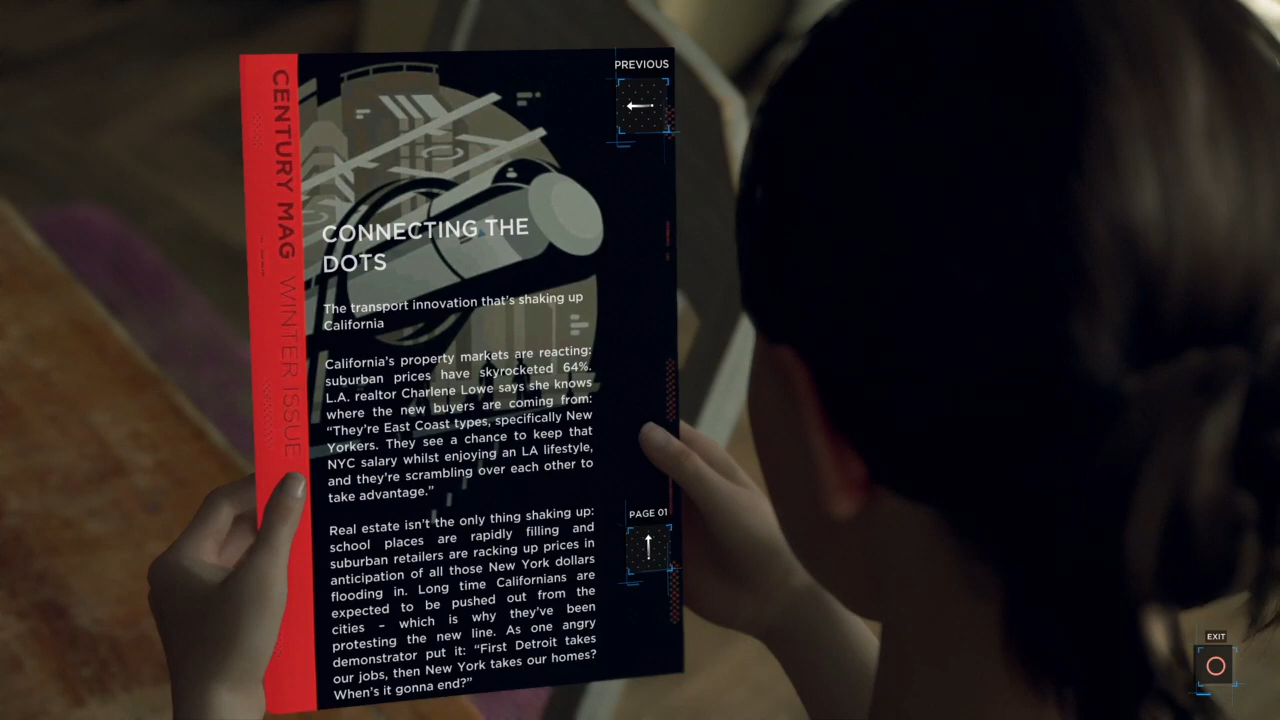 CENTURY MAG WINTER ISSUE
PREVIOUS
CONNECTING THE
DOTS
The transport innovation that's shaking up
California
California's property markets are reacting:
suburban prices have skyrocketed 64%.
L.A. realtor Charlene Lowe says she knows
where the new buyers are coming from:
“They're East Coast types, specifically New
Yorkers. They see a chance to keep that
NYC salary whilst enjoying an LA lifestyle,
and they're scrambling over each other to
take advantage.”
Real estate isn't the only thing shaking up:
school places are rapidly filling and
suburban retailers are racking up prices in
anticipation of all those New York dollars
flooding in. Long time Californians are
expected to be pushed out from the
cities – which is why they've been
protesting the new line. As one angry
demonstrator put it: “First Detroit takes
our jobs, then New York takes our homes?
When's it gonna end?”
PAGE 01
EXIT